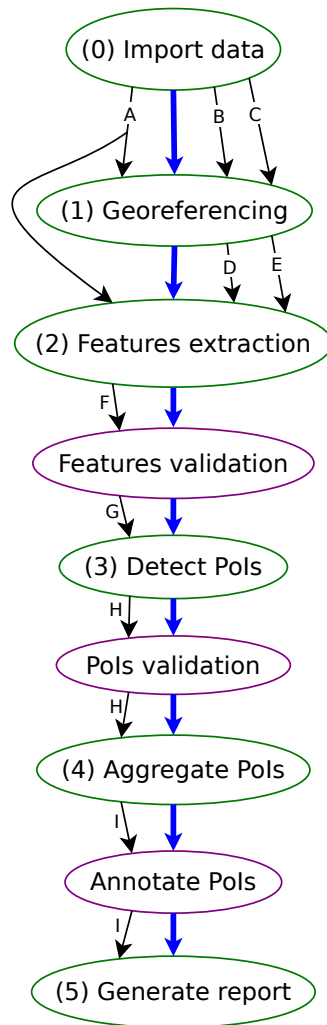 (0) Import data
A
B
C
(1) Georeferencing
D
E
(2) Features extraction
F
Features validation
G
(3) Detect PoIs
H
PoIs validation
H
(4) Aggregate PoIs
I
Annotate PoIs
I
(5) Generate report